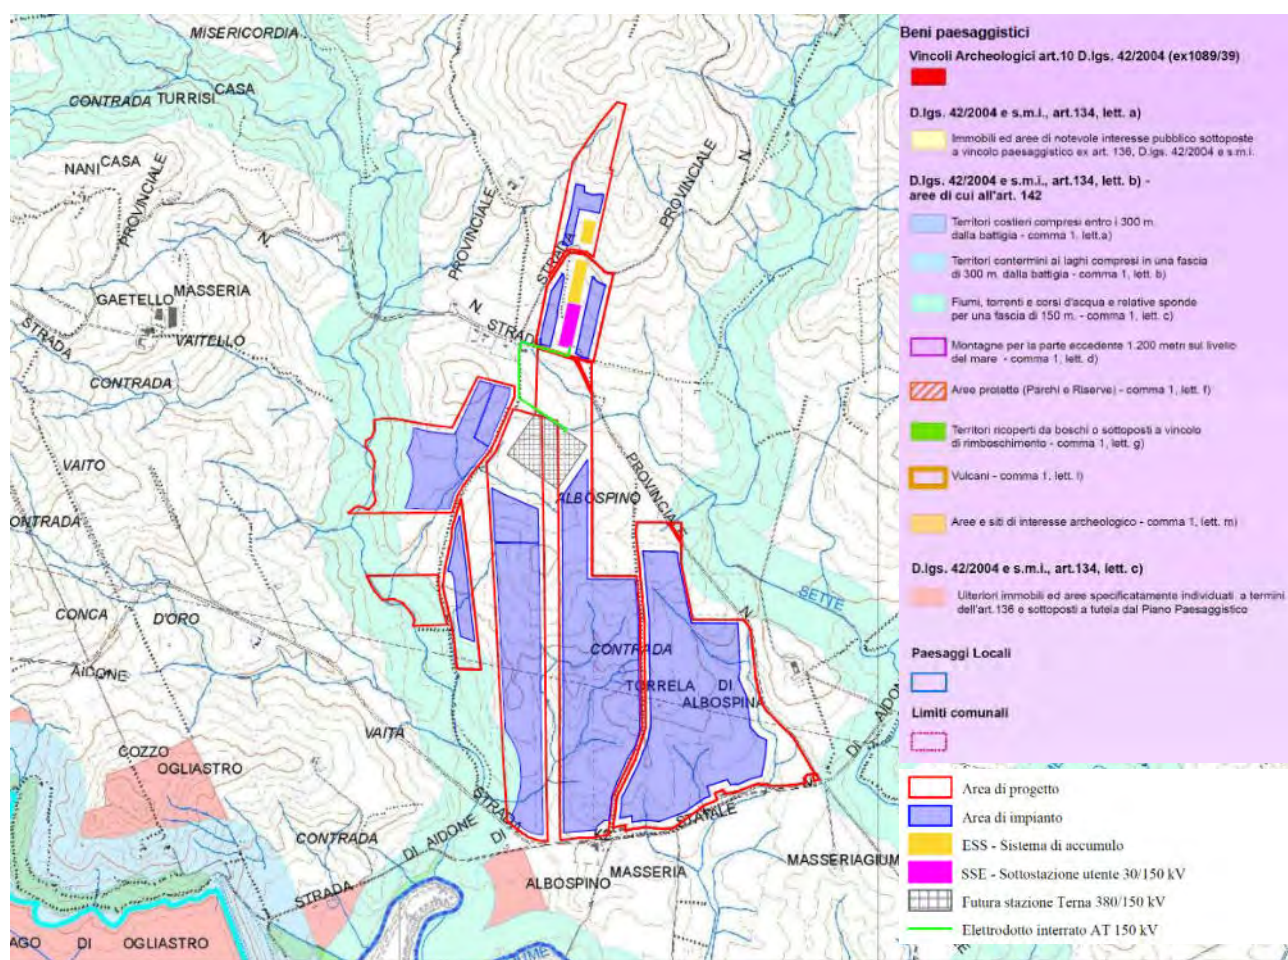 MISERICORDIA
CONTRADA TURRISI CASA
NANI CASA
PROVINCIALE
N.
PROVINCIALE
STRADA
PROVINCIALE
N.
GAETELLO MASSERIA
VAITELLO
STRADA
CONTRADA
N. STRADA
VAITO
CONTRADA
ALBOSPINO
PROVINCIALE
N.
SETTE
CONCA D'ORO
AIDONE
CONTRADA
TORRELA DI
ALBOSPINA
VAITA
COZZO
OGLIASTRO
CONTRADA
STRADA DI AIDONE DI
STRADA
STATALE
N.
DI AIDONE
MASSERIA
ALBOSPINO
MASSERIAGIUM
AGO DI OGLIASTRO
Beni paesaggistici
Vincoli Archeologici art.10 D.lgs. 42/2004 (ex1089/39)
D.lgs. 42/2004 e s.m.i., art.134, lett. a)
Immobili ed aree di notevole interesse pubblico sottoposte
a vincolo paesaggistico ex art. 136, D.lgs. 42/2004 e s.m.i.
D.lgs. 42/2004 e s.m.i., art.134, lett. b) -
aree di cui all'art. 142
Territori costieri compresi entro i 300 m.
dalla battigia - comma 1, lett.a)
Territori contermini ai laghi compresi in una fascia
di 300 m. dalla battigia - comma 1, lett. b)
Fiumi, torrenti e corsi d'acqua e relative sponde
per una fascia di 150 m. - comma 1, lett. c)
Montagne per la parte eccedente 1.200 metri sul livello
del mare - comma 1, lett. d)
Aree protette (Parchi e Riserve) - comma 1, lett. f)
Territori ricoperti da boschi o sottoposti a vincolo
di rimboschimento - comma 1, lett. g)
Vulcani - comma 1, lett. l)
Aree e siti di interesse archeologico - comma 1, lett. m)
D.lgs. 42/2004 e s.m.i., art.134, lett. c)
Ulteriori immobili ed aree specificatamente individuati a termini
dell'art.136 e sottoposti a tutela dal Piano Paesaggistico
Paesaggi Locali
Limiti comunali
Area di progetto
Area di impianto
ESS - Sistema di accumulo
SSE - Sottostazione utente 30/150 kV
Futura stazione Terna 380/150 kV
Elettrodotto interrato AT 150 kV